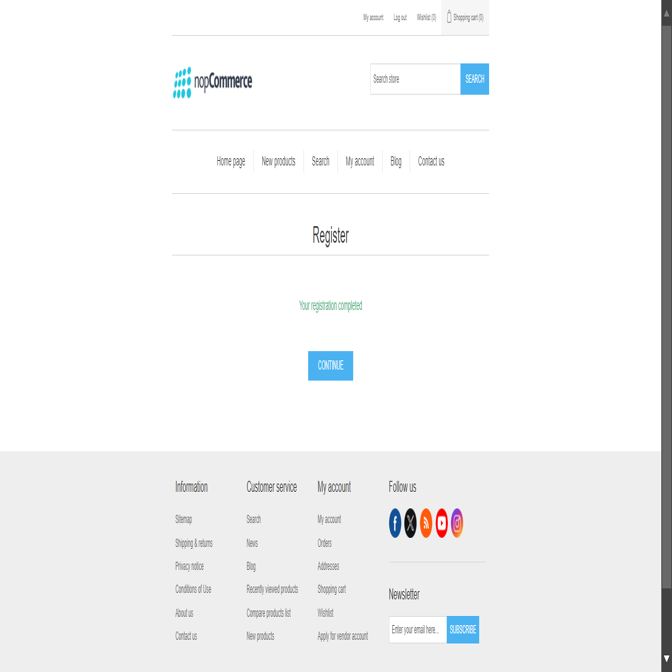 My account Log out Wishlist (0) Shopping cart (0)
nopCommerce
Search store SEARCH
Home page New products Search My account Blog Contact us
Register
Your registration completed
CONTINUE
Information
Sitemap
Shipping & returns
Privacy notice
Conditions of Use
About us
Contact us
Customer service
Search
News
Blog
Recently viewed products
Compare products list
New products
My account
My account
Orders
Addresses
Shopping cart
Wishlist
Apply for vendor account
Follow us
Newsletter
Enter your email here... SUBSCRIBE